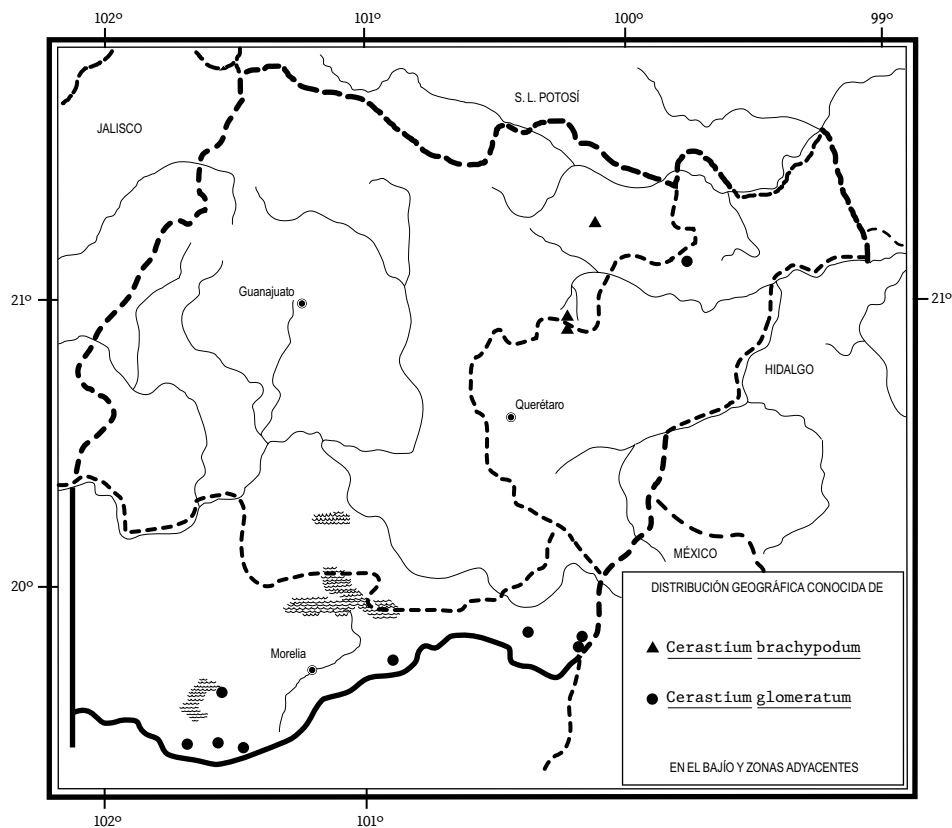 102º 101º 100º 99º
S. L. POTOSÍ
JALISCO
Guanajuato
21º 21º
HIDALGO
Querétaro
MÉXICO
20º
DISTRIBUCIÓN GEOGRÁFICA CONOCIDA DE
Cerastium brachypodum
Morelia
Cerastium glomeratum
EN EL BAJÍO Y ZONAS ADYACENTES
102º 101º